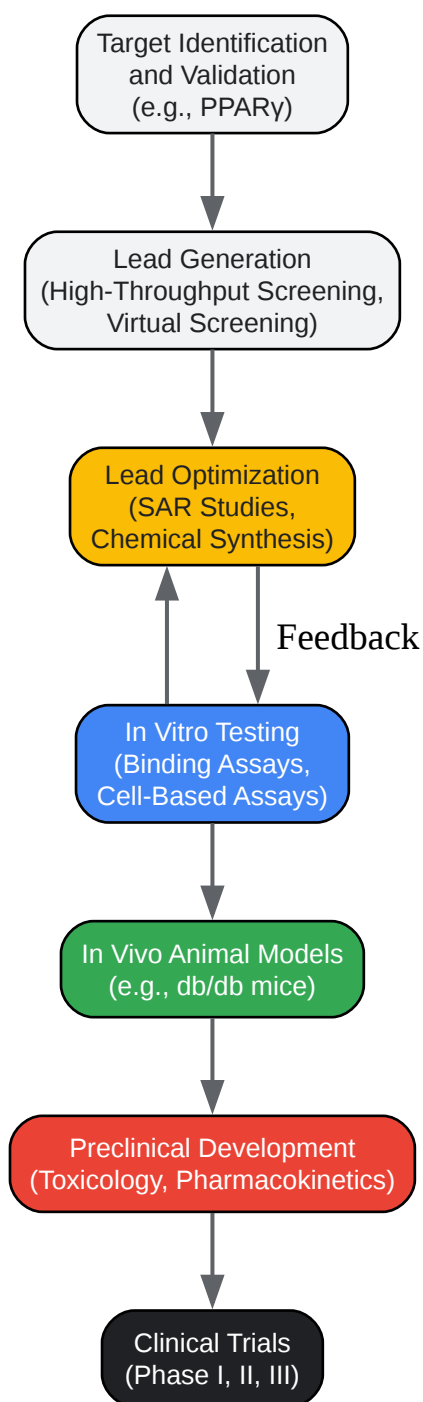 Target Identification
and Validation
(e.g., PPARγ)
Lead Generation
(High-Throughput Screening,
Virtual Screening)
Lead Optimization
(SAR Studies,
Chemical Synthesis)
Feedback
In Vitro Testing
(Binding Assays,
Cell-Based Assays)
In Vivo Animal Models
(e.g., db/db mice)
Preclinical Development
(Toxicology, Pharmacokinetics)
Clinical Trials
(Phase I, II, III)